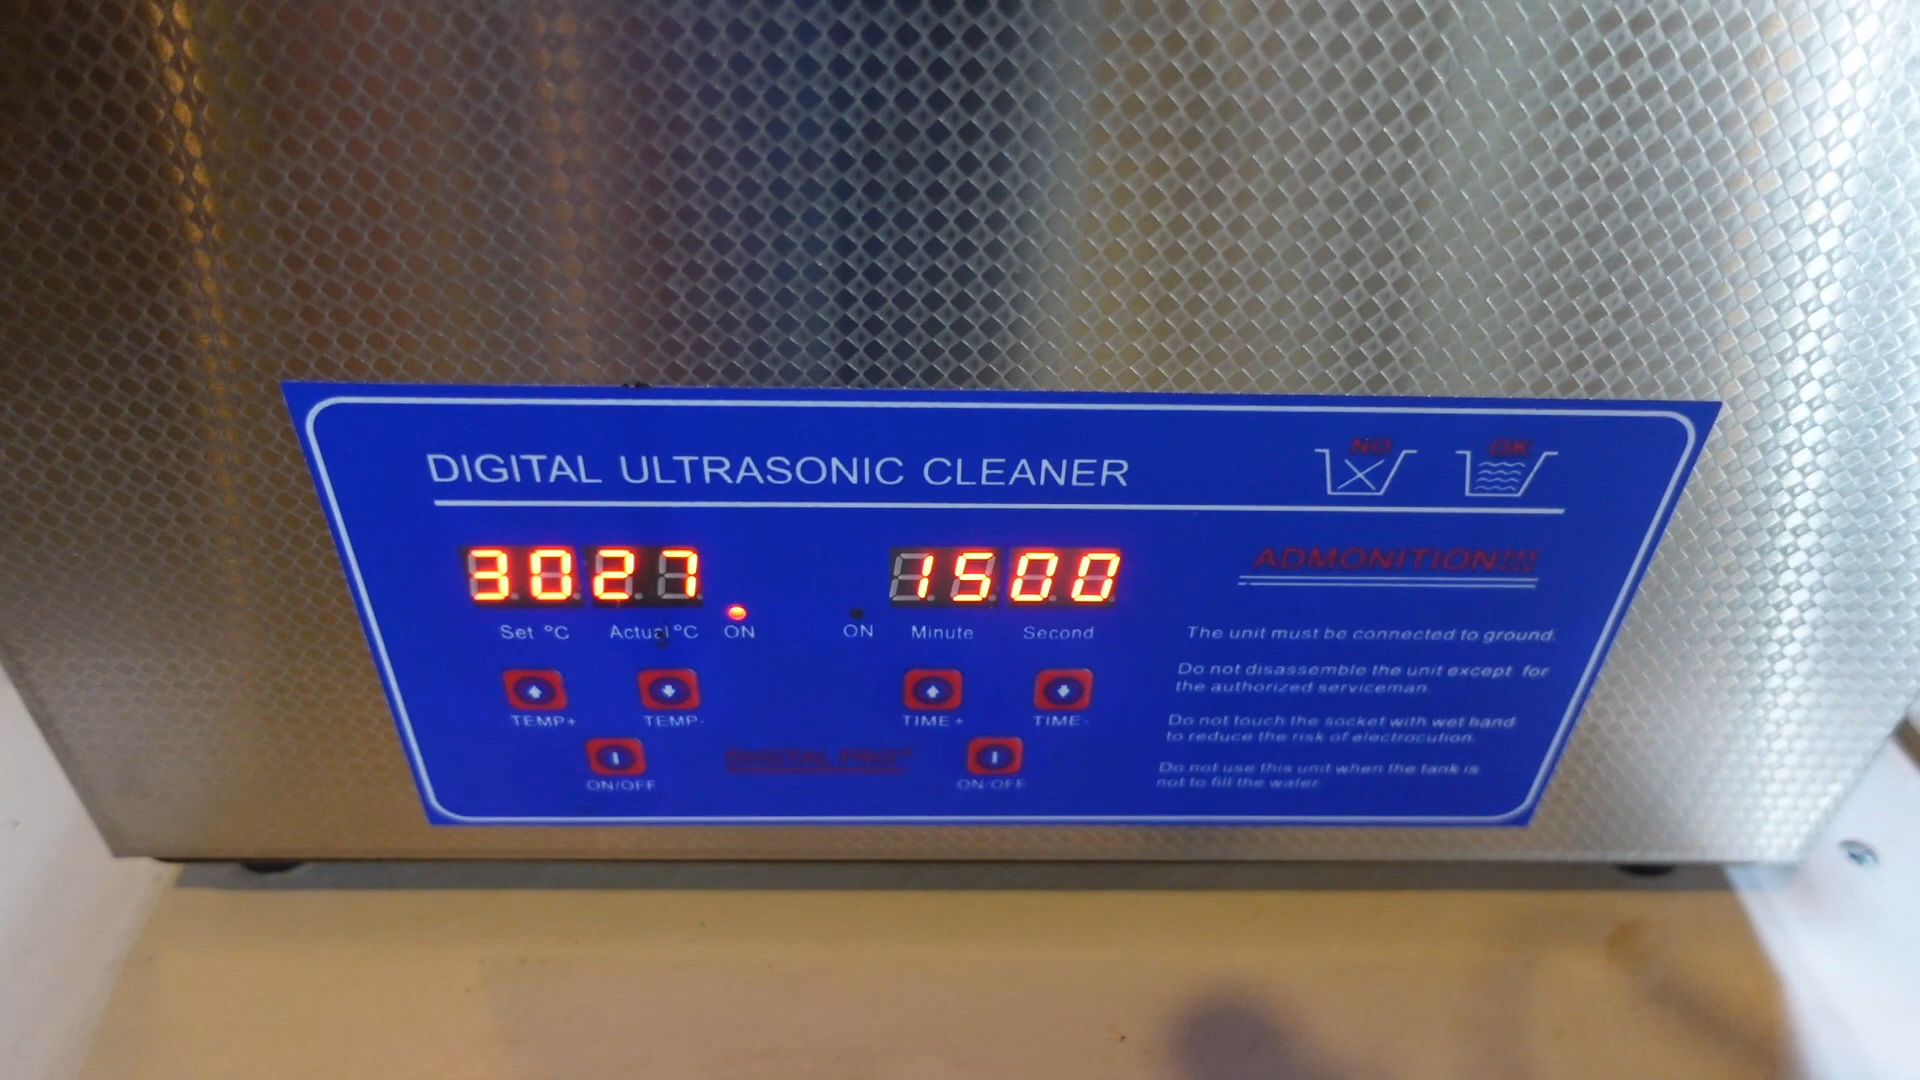 DIGITAL ULTRASONIC CLEANER
NO OK
3027 1500
ADMONITION!!!
Set °C Actual °C ON ON Minute Second
The unit must be connected to ground.
Do not disassemble the unit except for
the authorized serviceman.
TEMP+ TEMP- TIME+ TIME-
Do not touch the socket with wet hand
to reduce the risk of electrocution.
DIGITAL PRO+
ON/OFF ON/OFF
Do not use this unit when the tank is
not to fill the water.